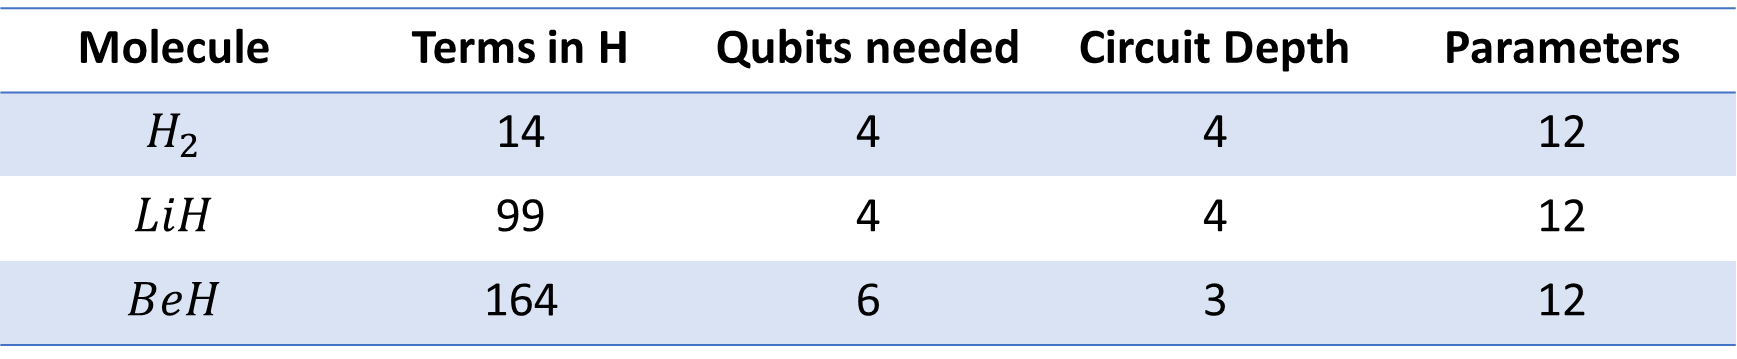 Molecule Terms in H Qubits needed Circuit Depth Parameters
H₂ 14 4 4 12
LiH 99 4 4 12
BeH 164 6 3 12